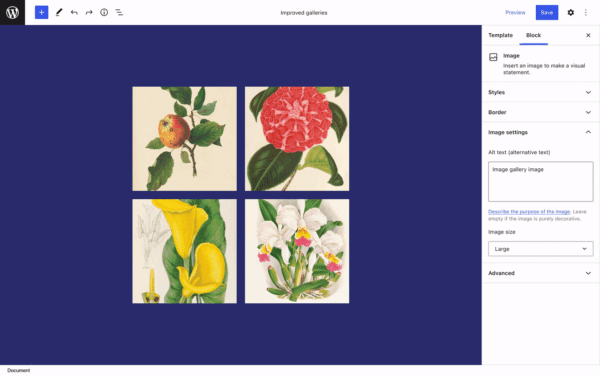 Improved galleries
Preview
Save
Template
Block
Image
Insert an image to make a visual
statement.
Styles
Border
Image settings
Alt text (alternative text)
Image gallery image
Describe the purpose of the image. Leave
empty if the image is purely decorative.
Image size
Large
Advanced
Document